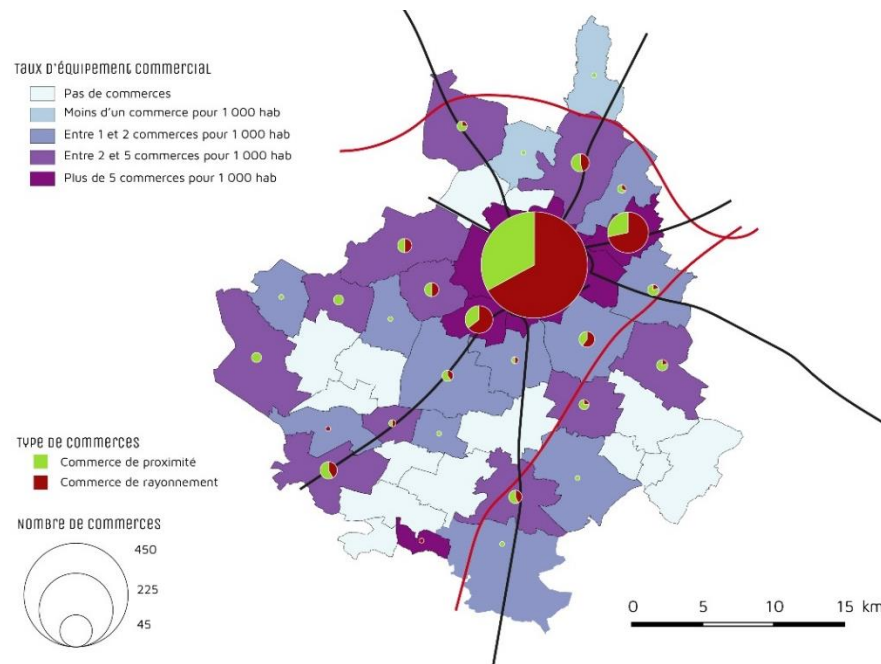 Taux d'équipement commercial
Pas de commerces
Moins d'un commerce pour 1 000 hab
Entre 1 et 2 commerces pour 1 000 hab
Entre 2 et 5 commerces pour 1 000 hab
Plus de 5 commerces pour 1 000 hab
Type de commerces
Commerce de proximité
Commerce de rayonnement
Nombre de commerces
450
225
45
0 5 10 15 km